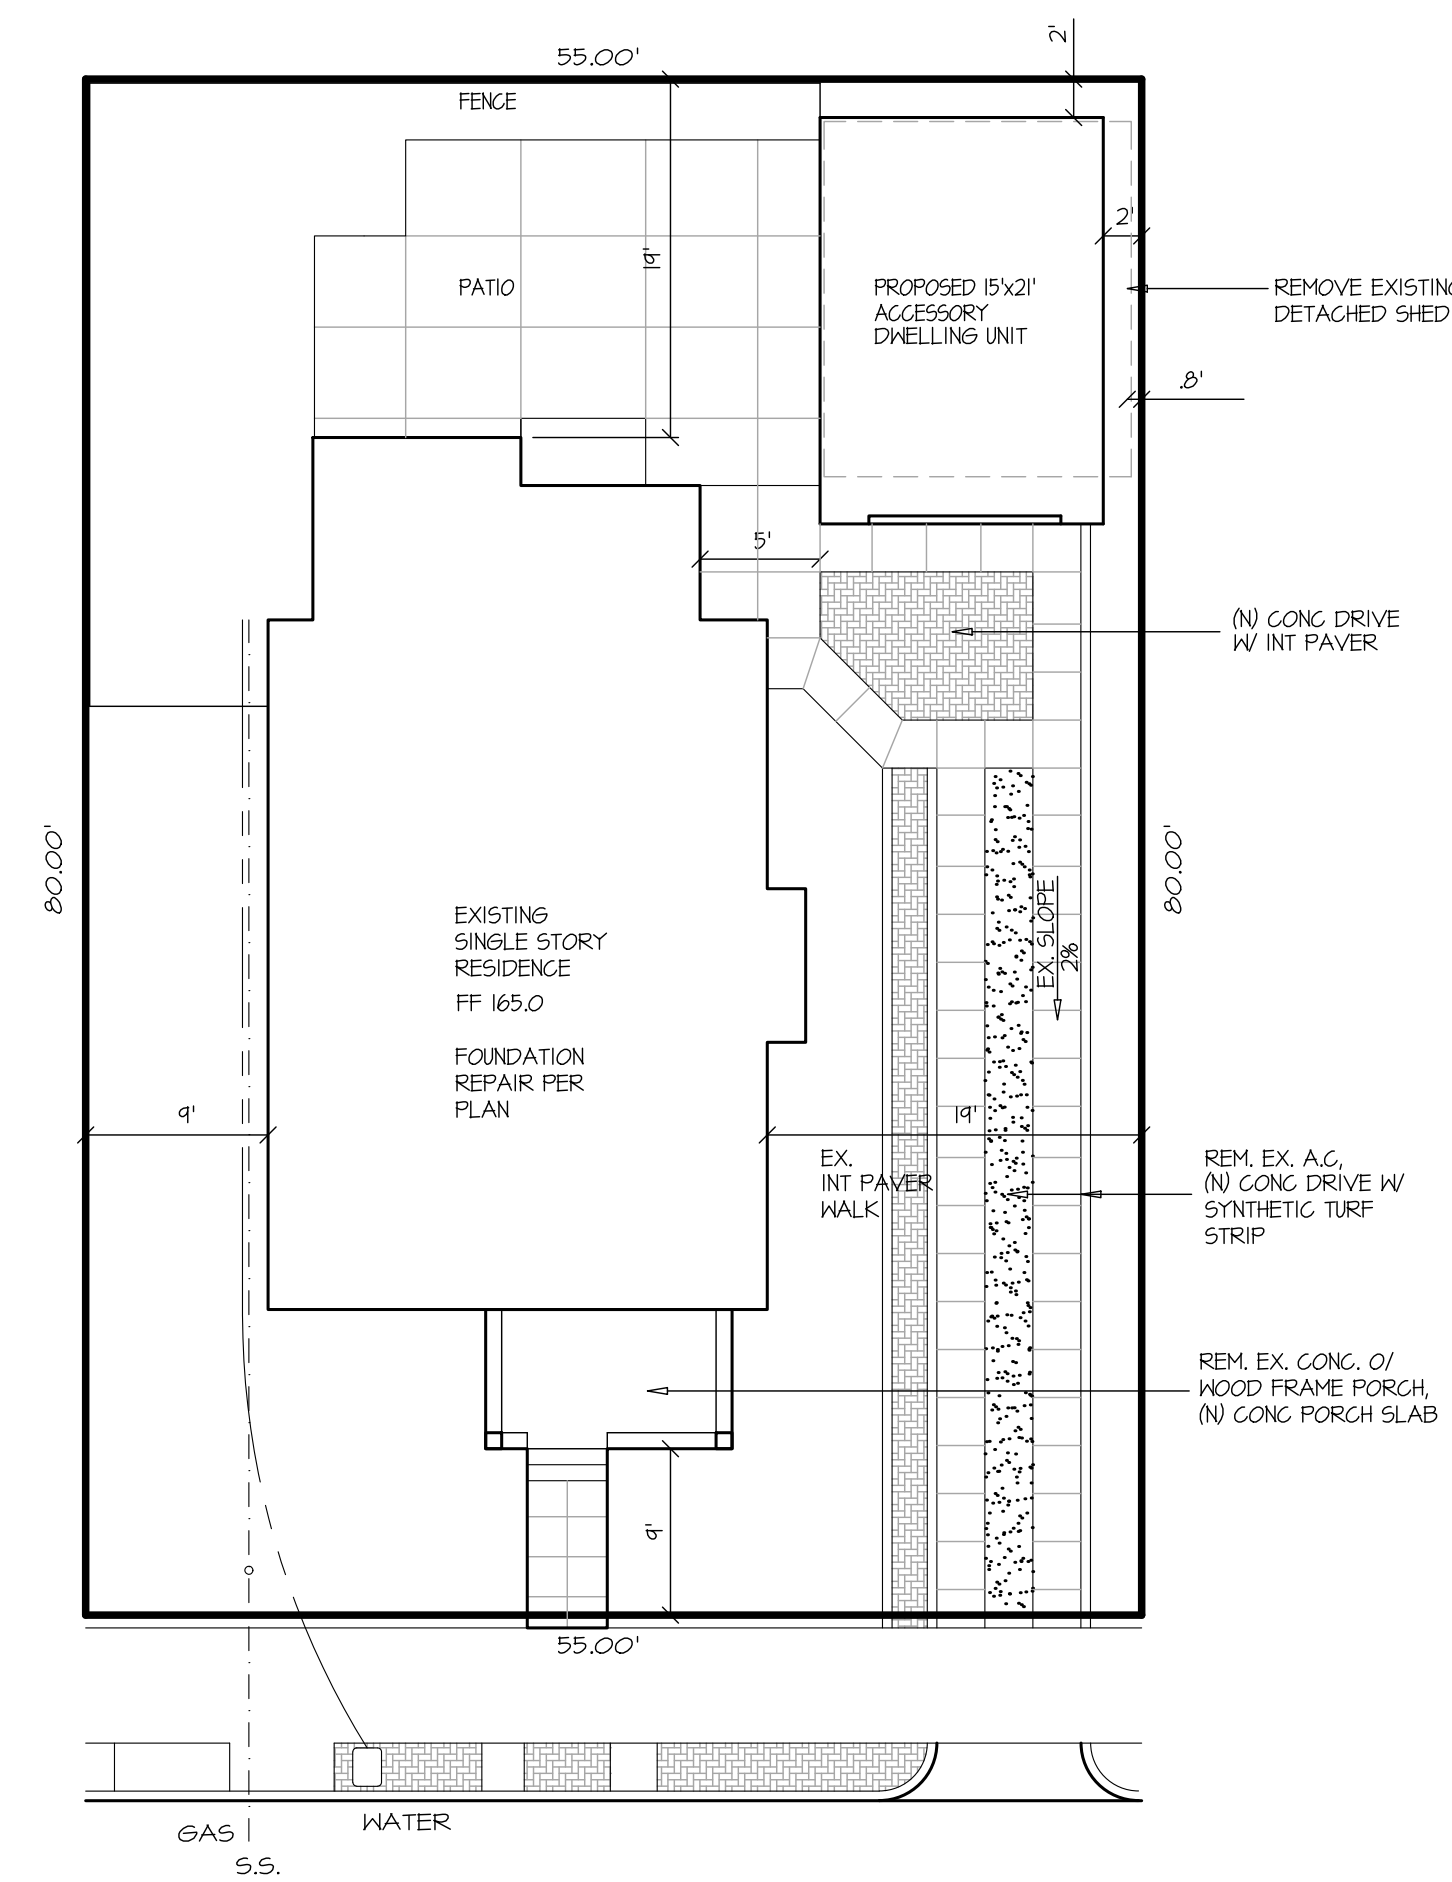 2'
55.00'
FENCE
19'
2'
PATIO
PROPOSED 15'x21'
ACCESSORY
DWELLING UNIT
REMOVE EXISTING
DETACHED SHED
.8'
5'
(N) CONC DRIVE
W/ INT PAVER
80.00'
80.00'
EXISTING
SINGLE STORY
RESIDENCE
FF 165.0
EX. SLOPE
2%
FOUNDATION
REPAIR PER
PLAN
9'
19'
EX.
INT PAVER
WALK
REM. EX. A.C,
(N) CONC DRIVE W/
SYNTHETIC TURF
STRIP
REM. EX. CONC. O/
WOOD FRAME PORCH,
(N) CONC PORCH SLAB
9'
55.00'
WATER
GAS
S.S.